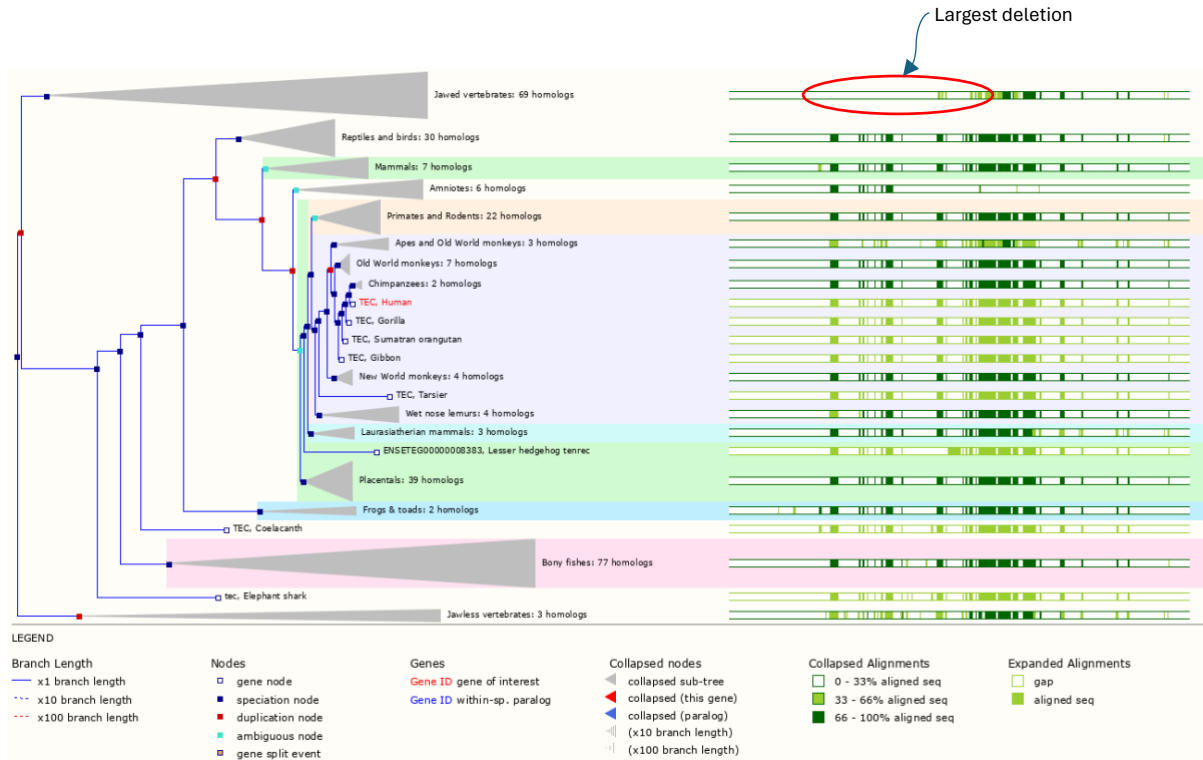 Largest deletion
Jawed vertebrates: 69 homologs
Reptiles and birds: 30 homologs
Mammals: 7 homologs
Amniotes: 6 homologs
Primates and Rodents: 22 homologs
Apes and Old World monkeys: 3 homologs
Old World monkeys: 7 homologs
Chimpanzees: 2 homologs
TEC, Human
TEC, Gorilla
TEC, Sumatran orangutan
TEC, Gibbon
New World monkeys: 4 homologs
TEC, Tarsier
Wet nose lemurs: 4 homologs
Laurasiatherian mammals: 3 homologs
ENSETEG00000008383, Lesser hedgehog tenrec
Placentals: 39 homologs
Frogs & toads: 2 homologs
TEC, Coelacanth
Bony fishes: 77 homologs
tec, Elephant shark
Jawless vertebrates: 3 homologs
LEGEND
Branch Length
x1 branch length
x10 branch length
x100 branch length
Nodes
gene node
speciation node
duplication node
ambiguous node
gene split event
Genes
Gene ID gene of interest
Gene ID within-sp. paralog
Collapsed nodes
collapsed sub-tree
collapsed (this gene)
collapsed (paralog)
(x10 branch length)
(x100 branch length)
Collapsed Alignments
0 - 33% aligned seq
33 - 66% aligned seq
66 - 100% aligned seq
Expanded Alignments
gap
aligned seq